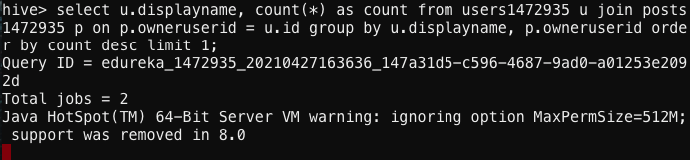 hive> select u.displayname, count(*) as count from users1472935 u join posts
1472935 p on p.owneruserid = u.id group by u.displayname, p.owneruserid orde
r by count desc limit 1;
Query ID = edureka_1472935_20210427163636_147a31d5-c596-4687-9ad0-a01253e209
2d
Total jobs = 2
Java HotSpot(TM) 64-Bit Server VM warning: ignoring option MaxPermSize=512M;
 support was removed in 8.0